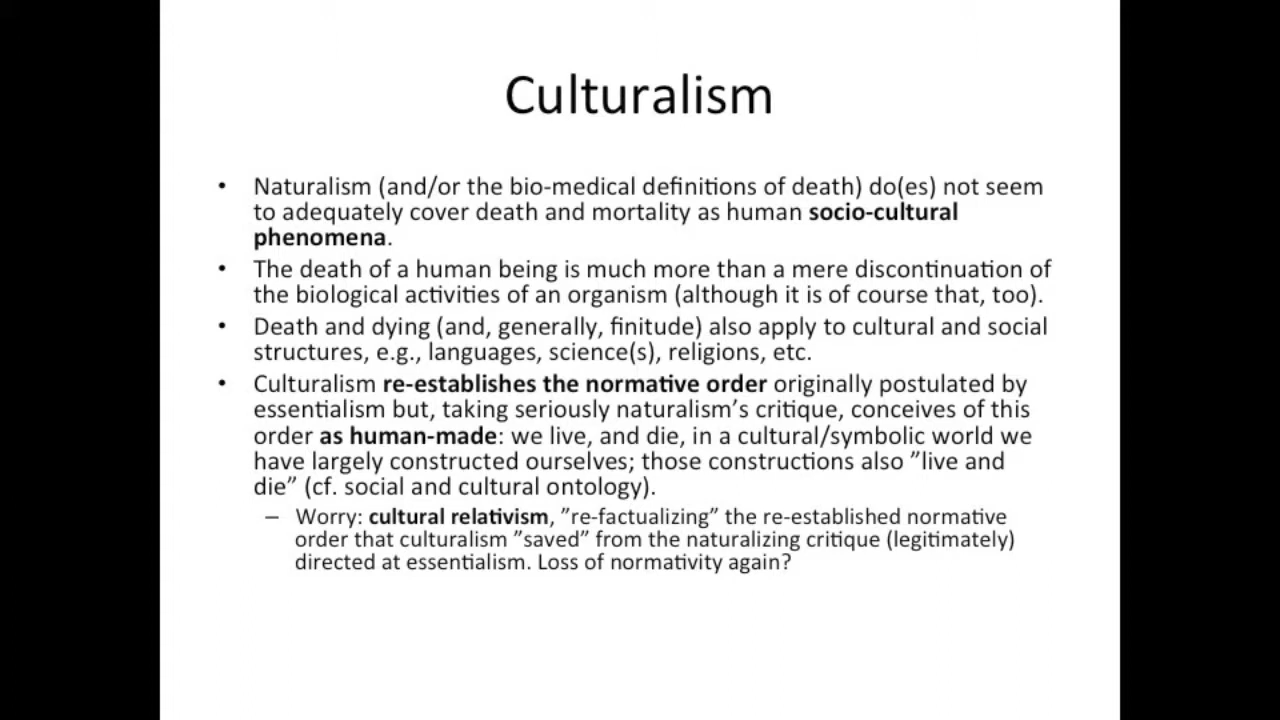 Culturalism
• Naturalism (and/or the bio-medical definitions of death) do(es) not seem
to adequately cover death and mortality as human socio-cultural
phenomena.
• The death of a human being is much more than a mere discontinuation of
the biological activities of an organism (although it is of course that, too).
• Death and dying (and, generally, finitude) also apply to cultural and social
structures, e.g., languages, science(s), religions, etc.
• Culturalism re-establishes the normative order originally postulated by
essentialism but, taking seriously naturalism’s critique, conceives of this
order as human-made: we live, and die, in a cultural/symbolic world we
have largely constructed ourselves; those constructions also ”live and
die” (cf. social and cultural ontology).
– Worry: cultural relativism, ”re-factualizing” the re-established normative
order that culturalism ”saved” from the naturalizing critique (legitimately)
directed at essentialism. Loss of normativity again?